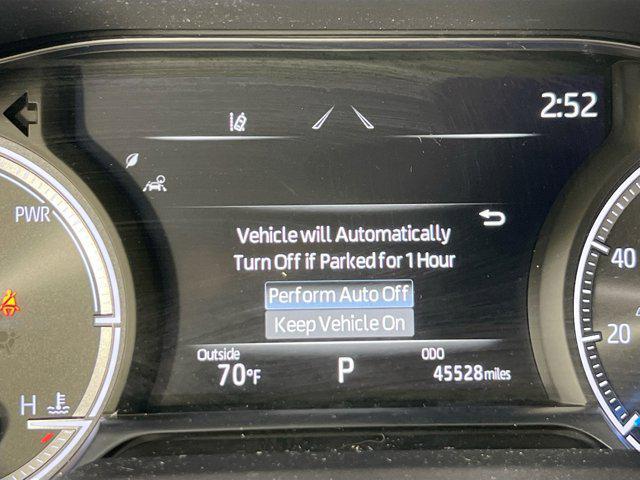 2:52
PWR
Vehicle will Automatically
Turn Off if Parked for 1 Hour
Perform Auto Off
Keep Vehicle On
Outside
70°F
P
ODO
45528 miles
H
40
20